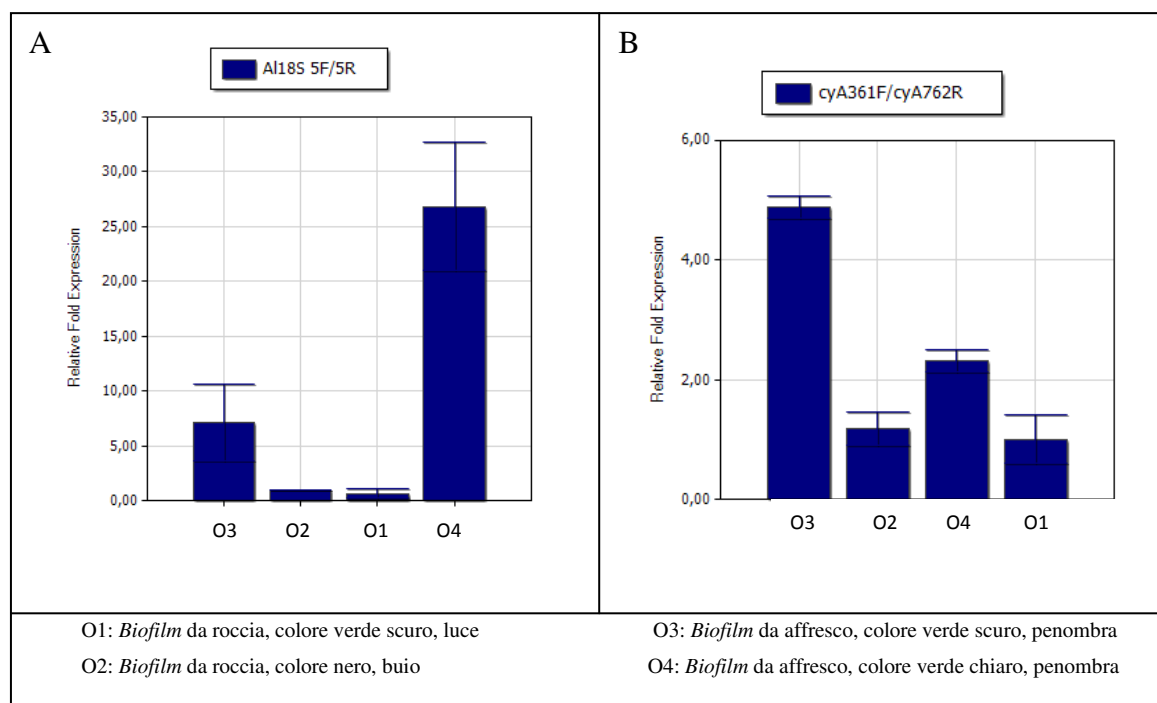 A
Al18S 5F/5R
35,00
30,00
25,00
20,00
15,00
10,00
5,00
0,00
Relative Fold Expression
O3 O2 O1 O4
B
cyA361F/cyA762R
6,00
4,00
2,00
0,00
Relative Fold Expression
O3 O2 O4 O1
O1: Biofilm da roccia, colore verde scuro, luce
O2: Biofilm da roccia, colore nero, buio
O3: Biofilm da affresco, colore verde scuro, penombra
O4: Biofilm da affresco, colore verde chiaro, penombra